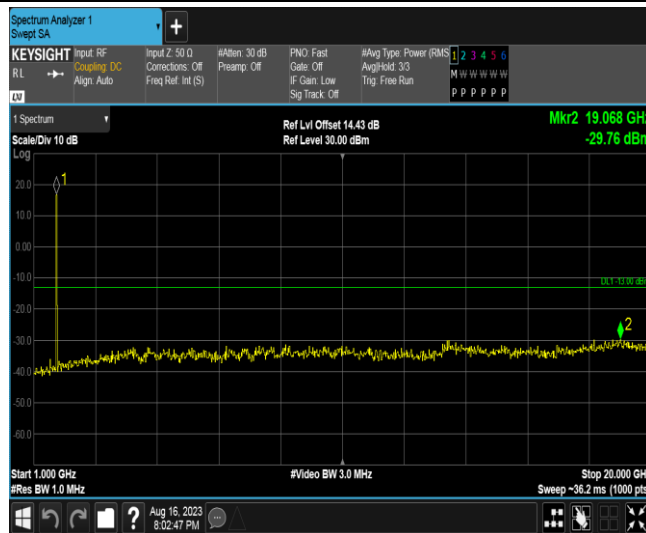 Spectrum Analyzer 1
Swept SA
+
KEYSIGHT
RL
LXI
Input: RF
Coupling: DC
Align: Auto
Input Z: 50 Ω
Corrections: Off
Freq Ref: Int (S)
#Atten: 30 dB
Preamp: Off
PNO: Fast
Gate: Off
IF Gain: Low
Sig Track: Off
#Avg Type: Power (RMS
Avg|Hold: 3/3
Trig: Free Run
1 2 3 4 5 6
M W W W W W
P P P P P P
1 Spectrum
Scale/Div 10 dB
Log
Ref Lvl Offset 14.43 dB
Ref Level 30.00 dBm
Mkr2 19.068 GHz
-29.76 dBm
1
20.0
10.0
0.00
-10.0
DL1 -13.00 dBm
-20.0
2
-30.0
-40.0
-50.0
-60.0
Start 1.000 GHz
#Res BW 1.0 MHz
#Video BW 3.0 MHz
Stop 20.000 GHz
Sweep ~36.2 ms (1000 pts)
?
Aug 16, 2023
8:02:47 PM